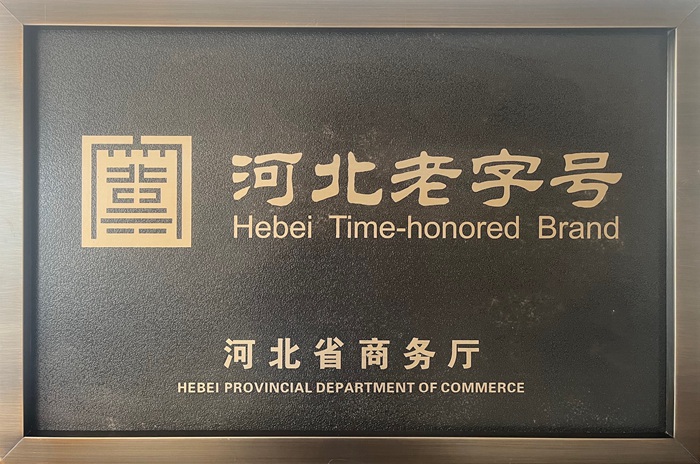 河北老字号
Hebei Time-honored Brand
河北省商务厅
HEBEI PROVINCIAL DEPARTMENT OF COMMERCE